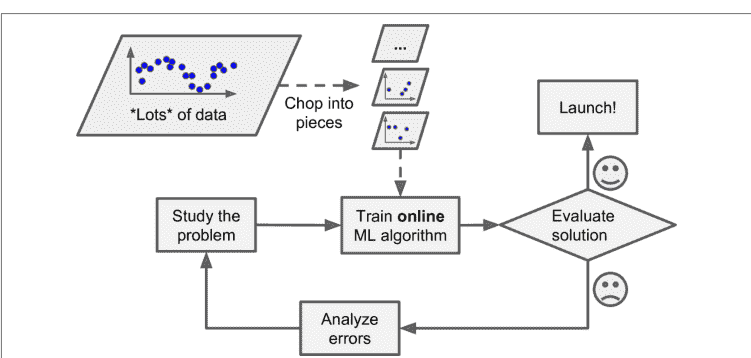 ...
*Lots* of data
Chop into
pieces
Launch!
Study the
problem
Train online
ML algorithm
Evaluate
solution
Analyze
errors